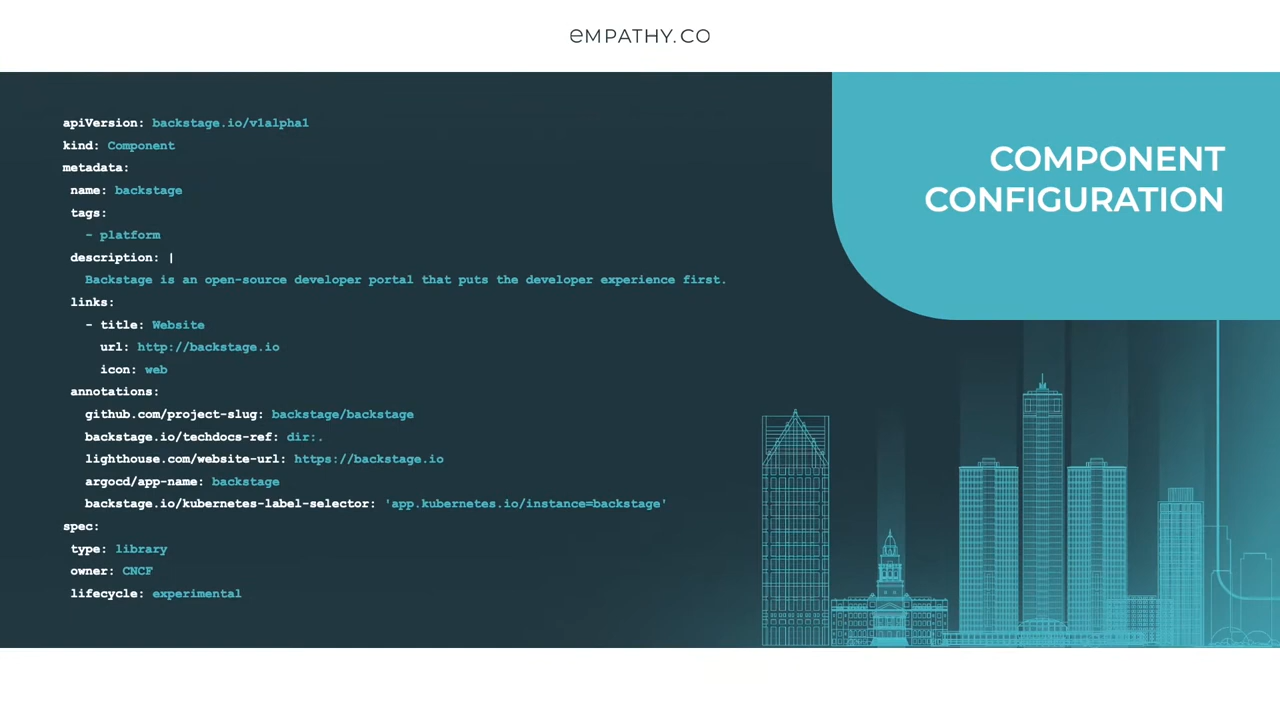 eMPATHY.CO
apiVersion: backstage.io/v1alpha1
kind: Component
metadata:
name: backstage
tags:
- platform
description: |
Backstage is an open-source developer portal that puts the developer experience first.
links:
- title: Website
url: http://backstage.io
icon: web
annotations:
github.com/project-slug: backstage/backstage
backstage.io/techdocs-ref: dir:.
lighthouse.com/website-url: https://backstage.io
argocd/app-name: backstage
backstage.io/kubernetes-label-selector: 'app.kubernetes.io/instance=backstage'
spec:
type: library
owner: CNCF
lifecycle: experimental
COMPONENT
CONFIGURATION